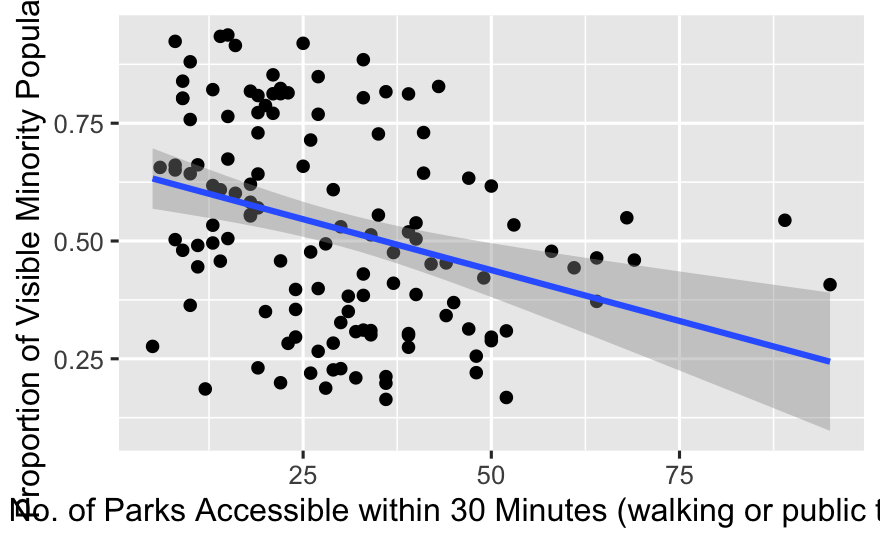 Proportion of Visible Minority Popula
0.75
0.50
0.25
25 50 75
No. of Parks Accessible within 30 Minutes (walking or public t